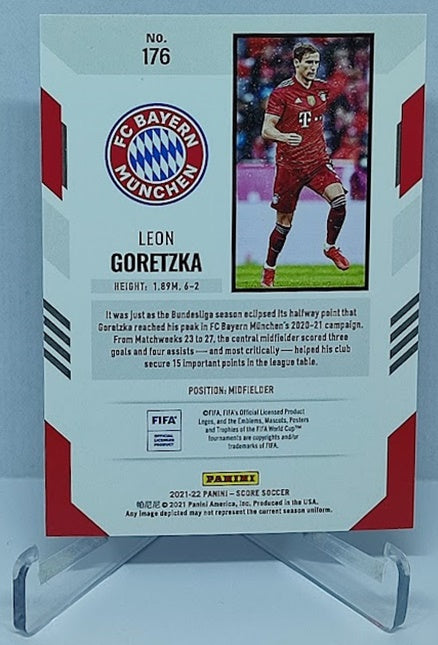 No.
176
FC BAYERN
MÜNCHEN
T
LEON
GORETZKA
HEIGHT: 1.89M, 6-2
It was just as the Bundesliga season eclipsed its halfway point that
Goretzka reached his peak in FC Bayern München's 2020-21 campaign.
From Matchweeks 23 to 27, the central midfielder scored three
goals and four assists — and most critically — helped his club
secure 15 important points in the league table.
POSITION: MIDFIELDER
FIFA
OFFICIAL
LICENSED
PRODUCT
©FIFA, FIFA's Official Licensed Product
Logos, and the Emblems, Mascots, Posters
and Trophies of the FIFA World Cup™
tournaments are copyrights and/or
trademarks of FIFA.
PANINI
2021-22 PANINI – SCORE SOCCER
帕尼尼 © 2021 Panini America, Inc. Produced in the USA.
Any image depicted may not represent the current season uniform.